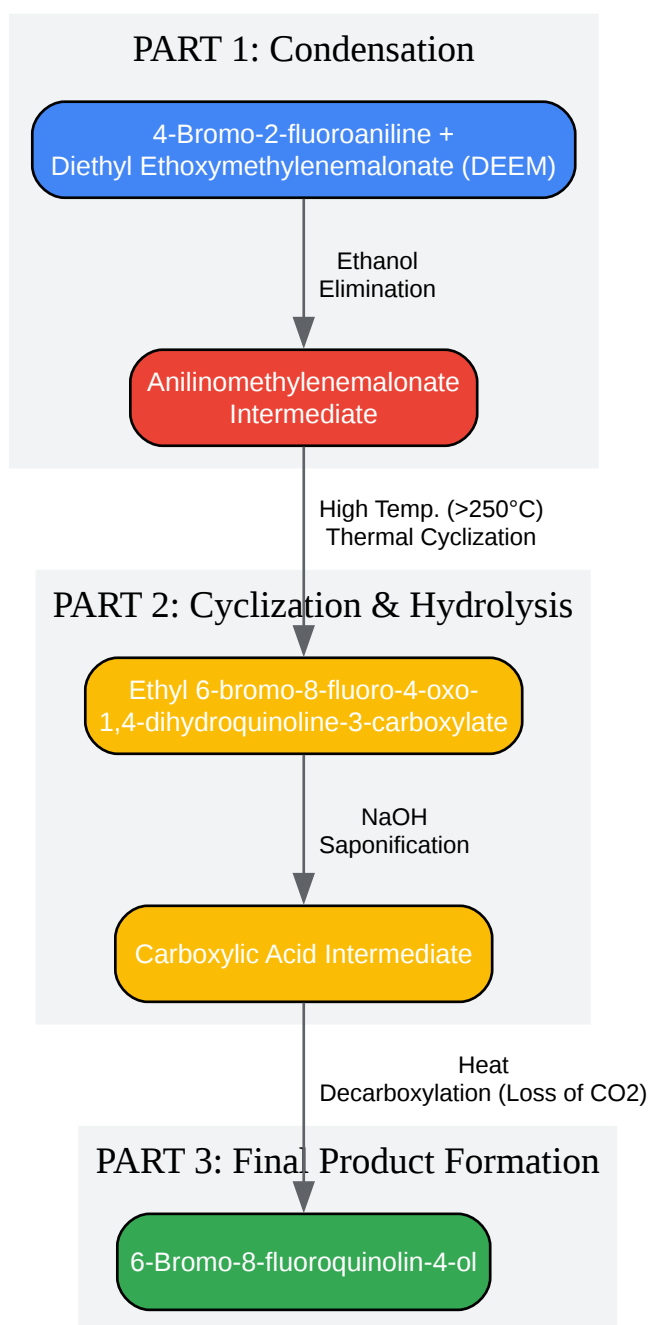 PART 1: Condensation
4-Bromo-2-fluoroaniline +
Diethyl Ethoxymethylenemalonate (DEEM)
Ethanol
Elimination
Anilinomethylenemalonate
Intermediate
High Temp. (>250°C)
Thermal Cyclization
PART 2: Cyclization & Hydrolysis
Ethyl 6-bromo-8-fluoro-4-oxo-
1,4-dihydroquinoline-3-carboxylate
NaOH
Saponification
Carboxylic Acid Intermediate
Heat
Decarboxylation (Loss of CO2)
PART 3: Final Product Formation
6-Bromo-8-fluoroquinolin-4-ol